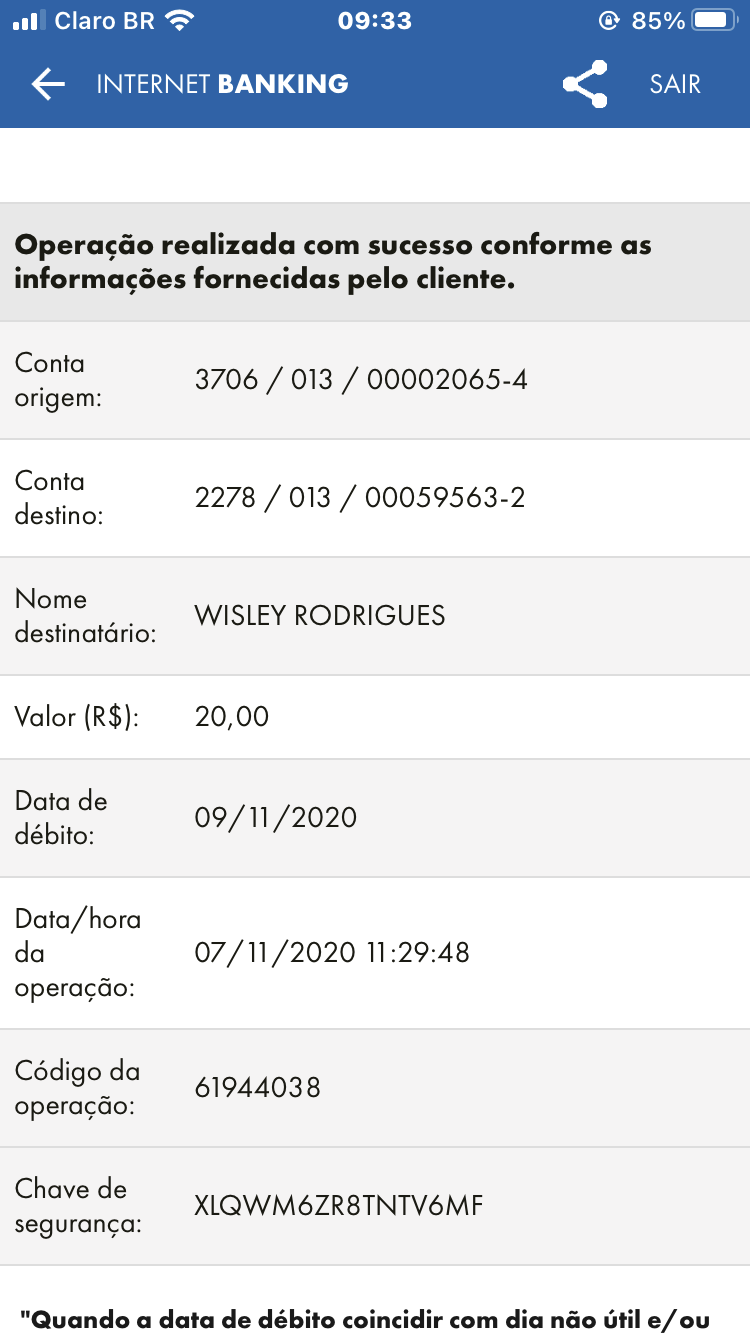 Claro BR 09:33 85%
INTERNET BANKING SAIR
Operação realizada com sucesso conforme as
informações fornecidas pelo cliente.
Conta
origem:
3706 / 013 / 00002065-4
Conta
destino:
2278 / 013 / 00059563-2
Nome
destinatário:
WISLEY RODRIGUES
Valor (R$): 20,00
Data de
débito:
09/11/2020
Data/hora
da
operação:
07/11/2020 11:29:48
Código da
operação:
61944038
Chave de
segurança:
XLQWM6ZR8TNTV6MF
"Quando a data de débito coincidir com dia não útil e/ou